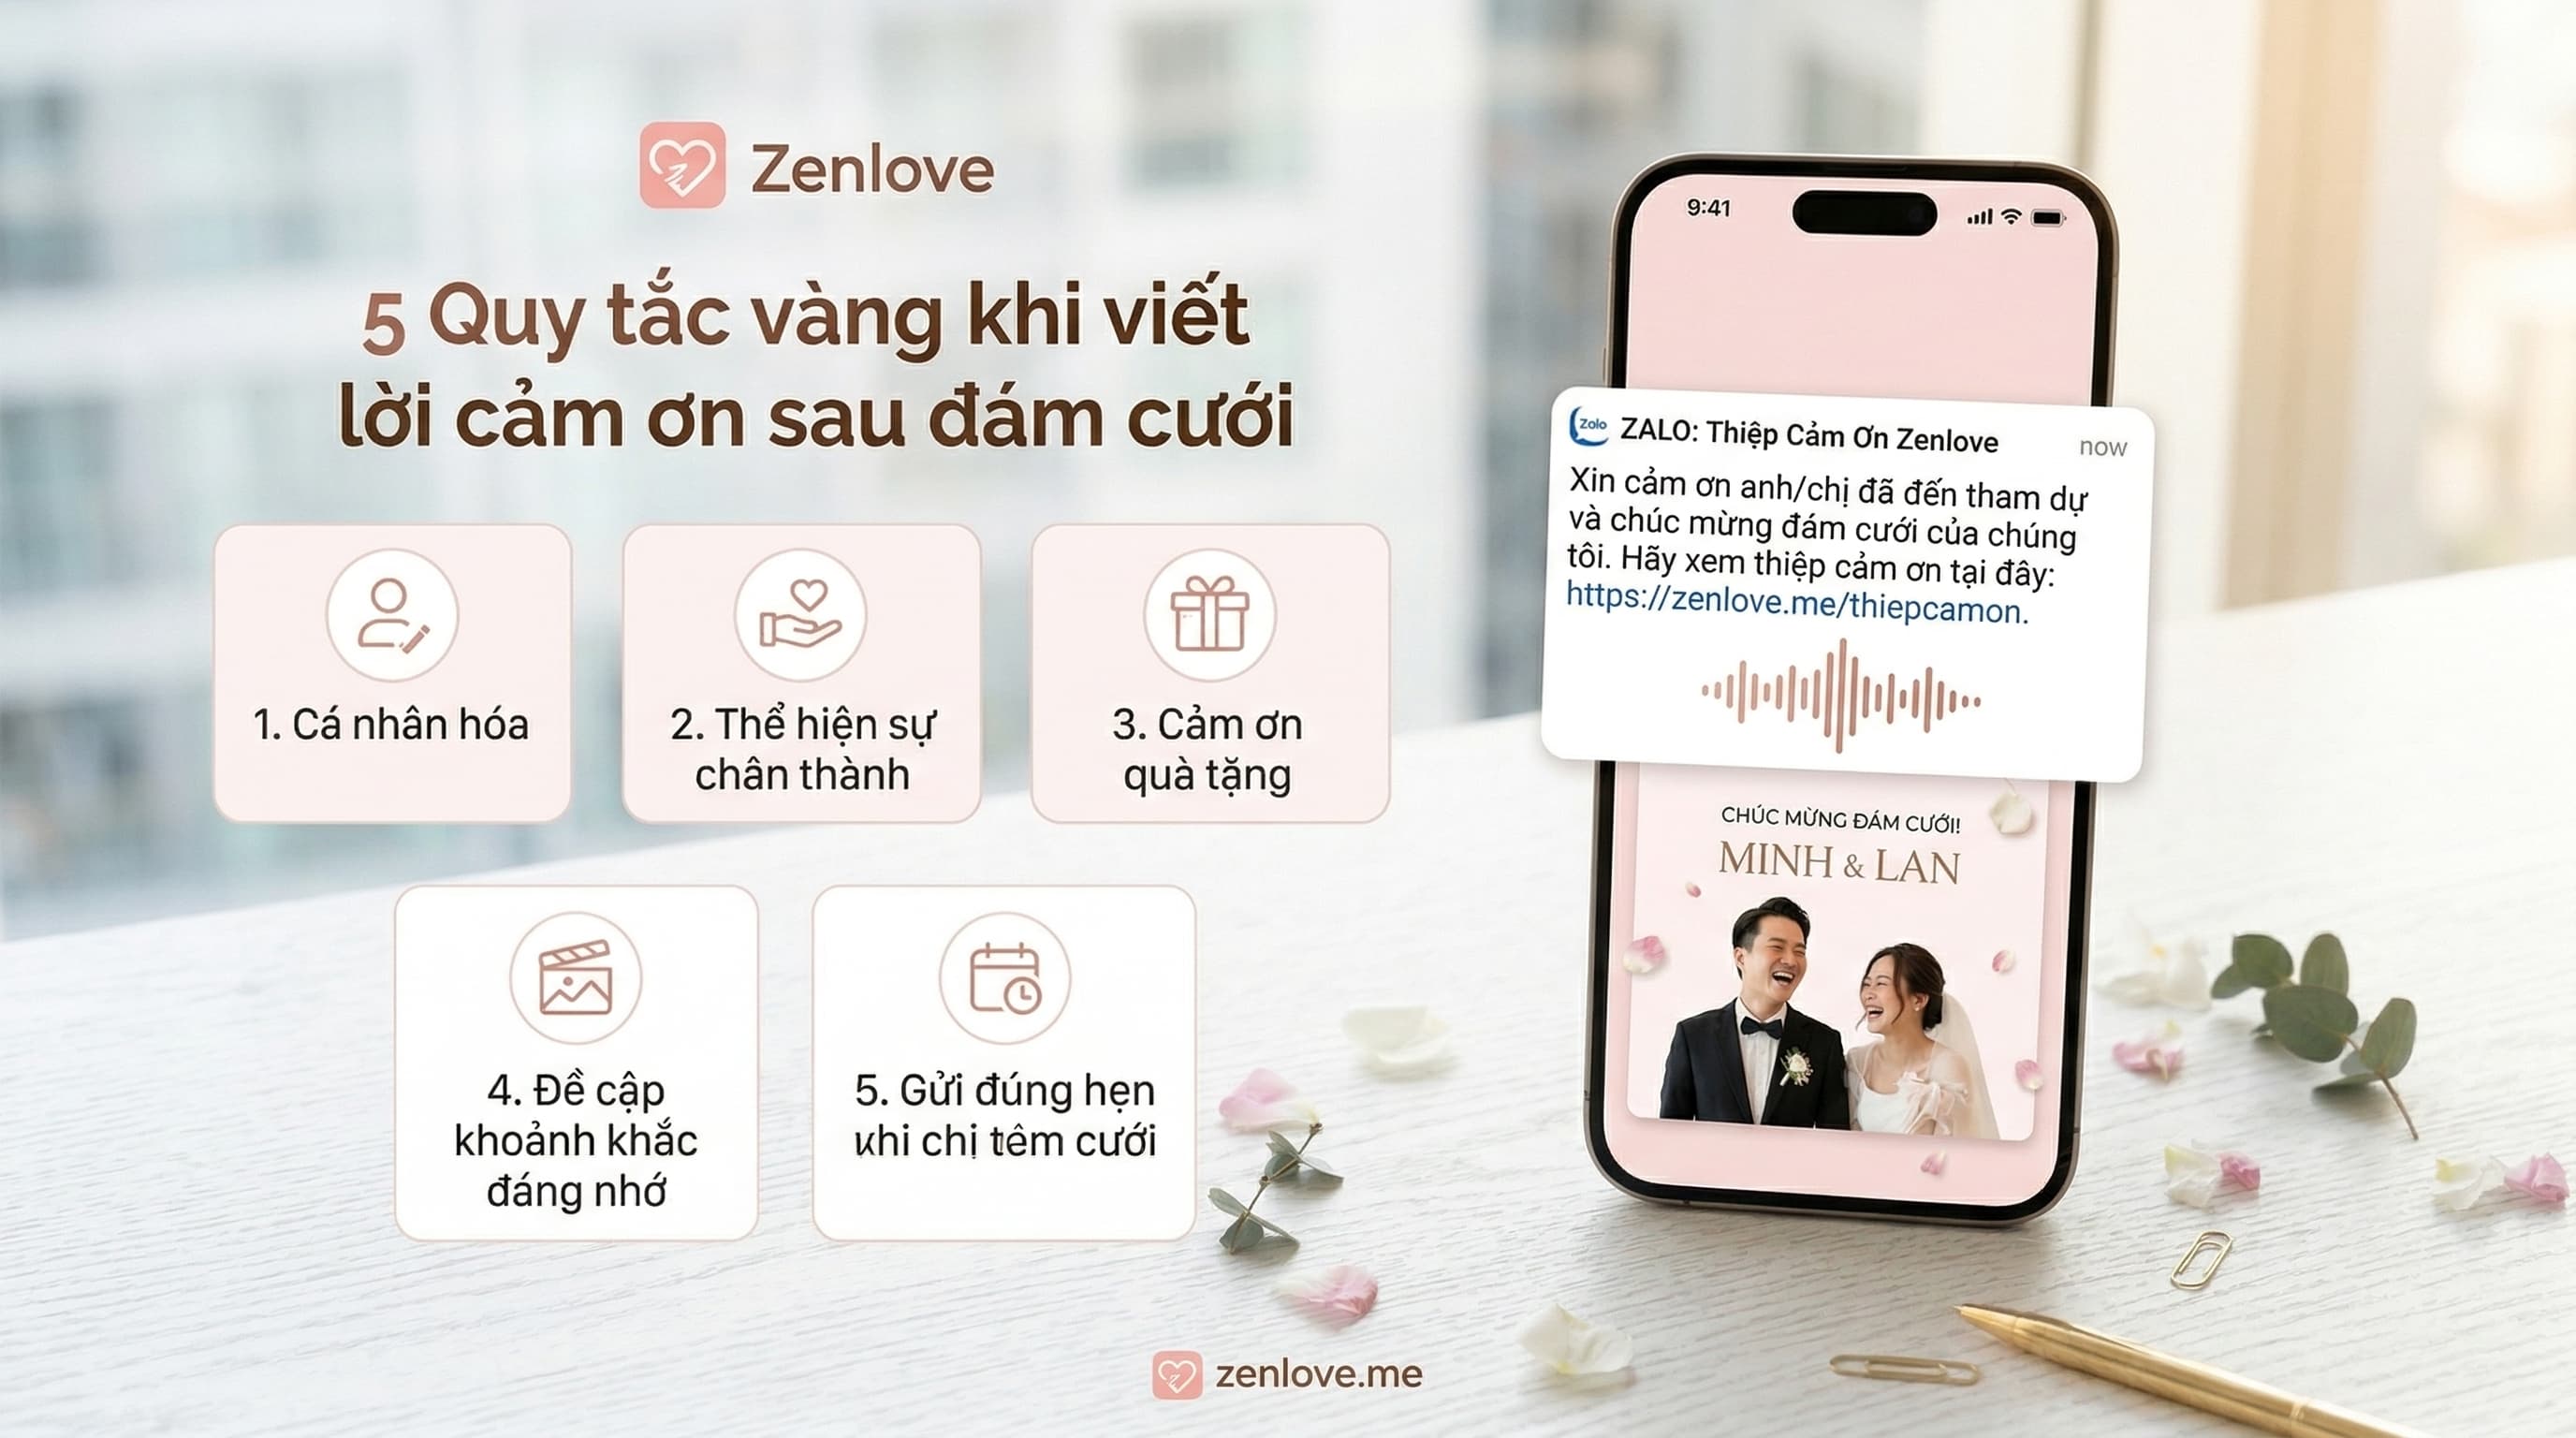 Zenlove
5 Quy tắc vàng khi viết
lời cảm ơn sau đám cưới
1. Cá nhân hóa
2. Thể hiện sự
chân thành
3. Cảm ơn
quà tặng
4. Đề cập
khoảnh khắc
đáng nhớ
5. Gửi đúng hẹn
khi chị têm cưới
9:41
Zalo
ZALO: Thiệp Cảm Ơn Zenlove
now
Xin cảm ơn anh/chị đã đến tham dự
và chúc mừng đám cưới của chúng
tôi. Hãy xem thiệp cảm ơn tại đây:
https://zenlove.me/thiepcamon.
CHÚC MỪNG ĐÁM CƯỚI!
MINH & LAN
zenlove.me